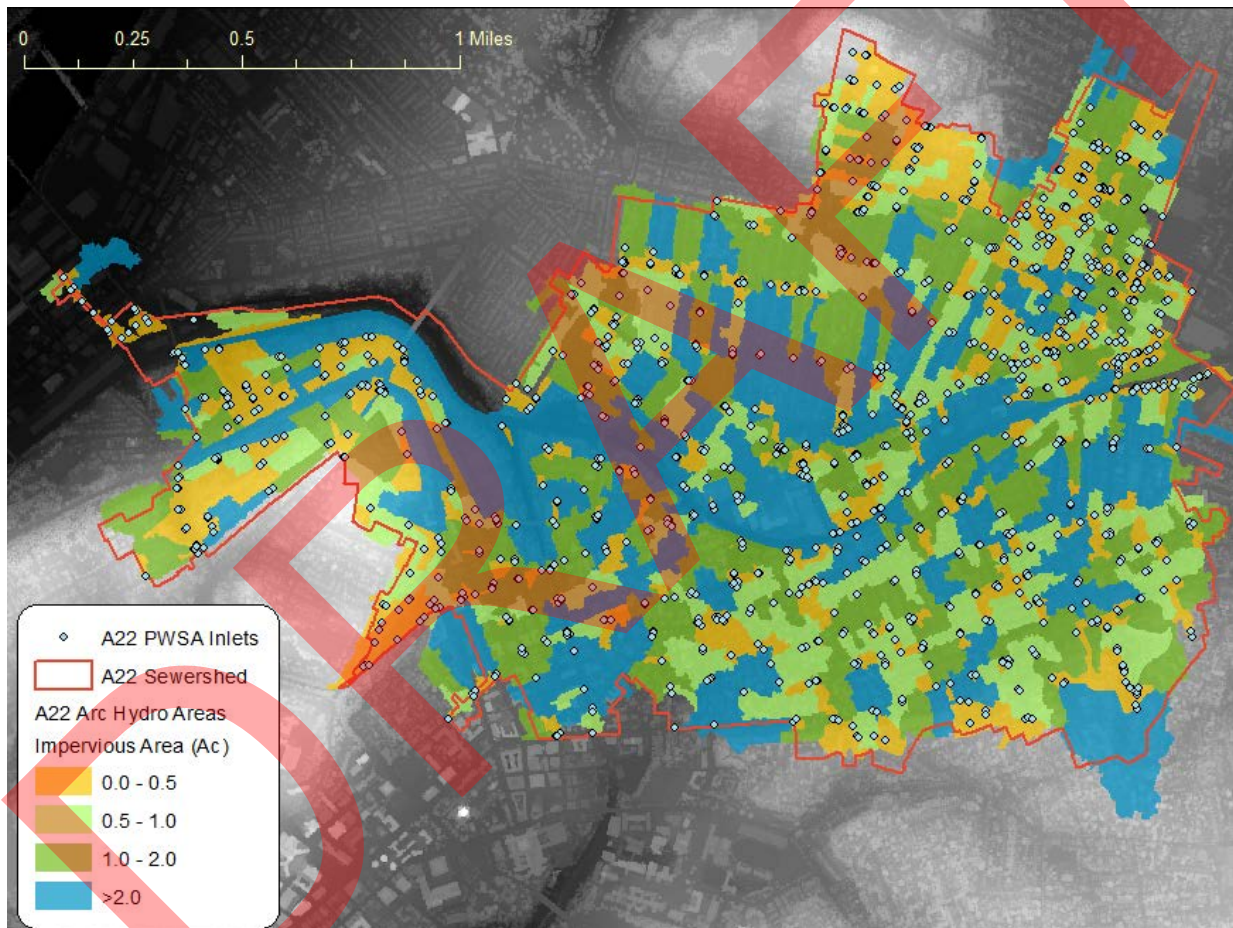 0 0.25 0.5 1 Miles
DRAFT
A22 PWSA Inlets
A22 Sewershed
A22 Arc Hydro Areas
Impervious Area (Ac)
0.0 - 0.5
0.5 - 1.0
1.0 - 2.0
>2.0